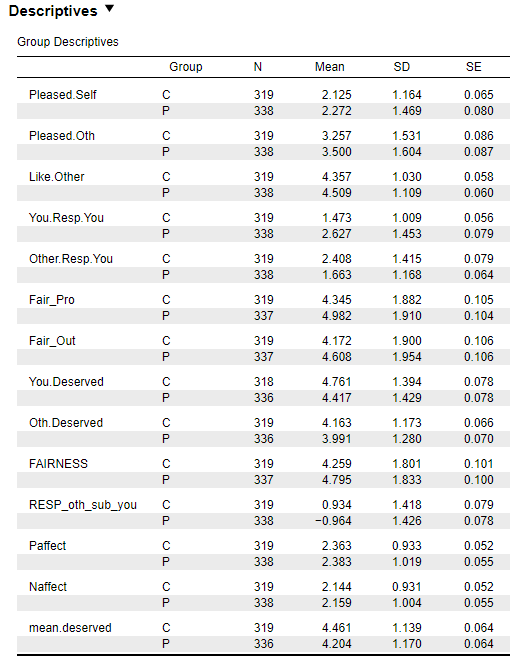 Descriptives ▼
Group Descriptives
Group N Mean SD SE
Pleased.Self C 319 2.125 1.164 0.065
P 338 2.272 1.469 0.080
Pleased.Oth C 319 3.257 1.531 0.086
P 338 3.500 1.604 0.087
Like.Other C 319 4.357 1.030 0.058
P 338 4.509 1.109 0.060
You.Resp.You C 319 1.473 1.009 0.056
P 338 2.627 1.453 0.079
Other.Resp.You C 319 2.408 1.415 0.079
P 338 1.663 1.168 0.064
Fair_Pro C 319 4.345 1.882 0.105
P 337 4.982 1.910 0.104
Fair_Out C 319 4.172 1.900 0.106
P 337 4.608 1.954 0.106
You.Deserved C 318 4.761 1.394 0.078
P 336 4.417 1.429 0.078
Oth.Deserved C 319 4.163 1.173 0.066
P 336 3.991 1.280 0.070
FAIRNESS C 319 4.259 1.801 0.101
P 337 4.795 1.833 0.100
RESP_oth_sub_you C 319 0.934 1.418 0.079
P 338 −0.964 1.426 0.078
Paffect C 319 2.363 0.933 0.052
P 338 2.383 1.019 0.055
Naffect C 319 2.144 0.931 0.052
P 338 2.159 1.004 0.055
mean.deserved C 319 4.461 1.139 0.064
P 336 4.204 1.170 0.064